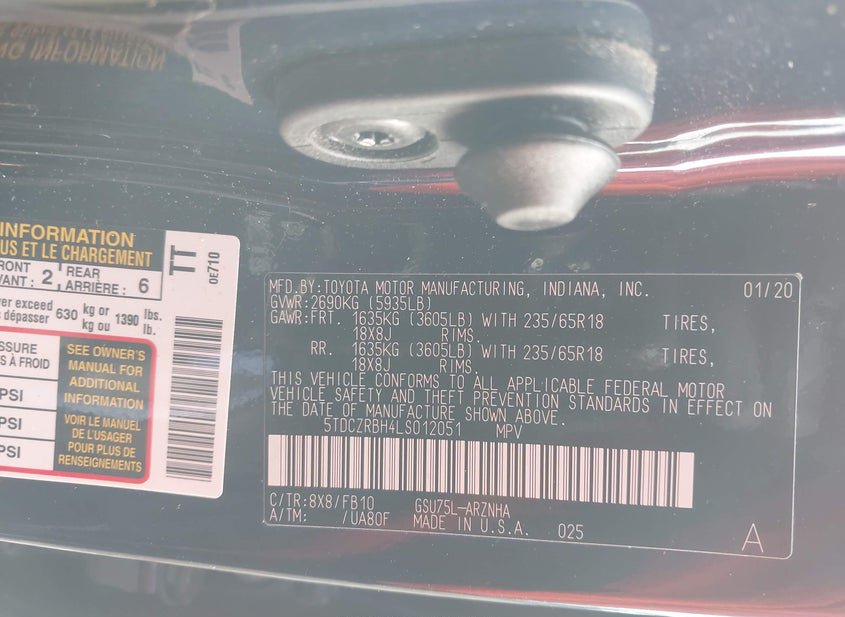 INFORMATION
US ET LE CHARGEMENT
RONT
VANT : 2
REAR
ARRIÈRE : 6
er exceed
s dépasser 630 kg or 1390 lbs.
kg ou lb.
SSURE
S À FROID
PSI
PSI
PSI
SEE OWNER'S
MANUAL FOR
ADDITIONAL
INFORMATION
VOIR LE MANUEL
DE L'USAGER
POUR PLUS DE
RENSEIGNEMENTS
TT
0E710
MFD.BY:TOYOTA MOTOR MANUFACTURING, INDIANA, INC. 01/20
GVWR:2690KG (5935LB)
GAWR:FRT. 1635KG (3605LB) WITH 235/65R18 TIRES,
18X8J RIMS.
RR. 1635KG (3605LB) WITH 235/65R18 TIRES,
18X8J RIMS.
THIS VEHICLE CONFORMS TO ALL APPLICABLE FEDERAL MOTOR
VEHICLE SAFETY AND THEFT PREVENTION STANDARDS IN EFFECT ON
THE DATE OF MANUFACTURE SHOWN ABOVE.
5TDCZRBH4LS012051 MPV
C/TR:8X8/FB10 GSU75L-ARZNHA
A/TM: /UA80F MADE IN U.S.A. 025
A